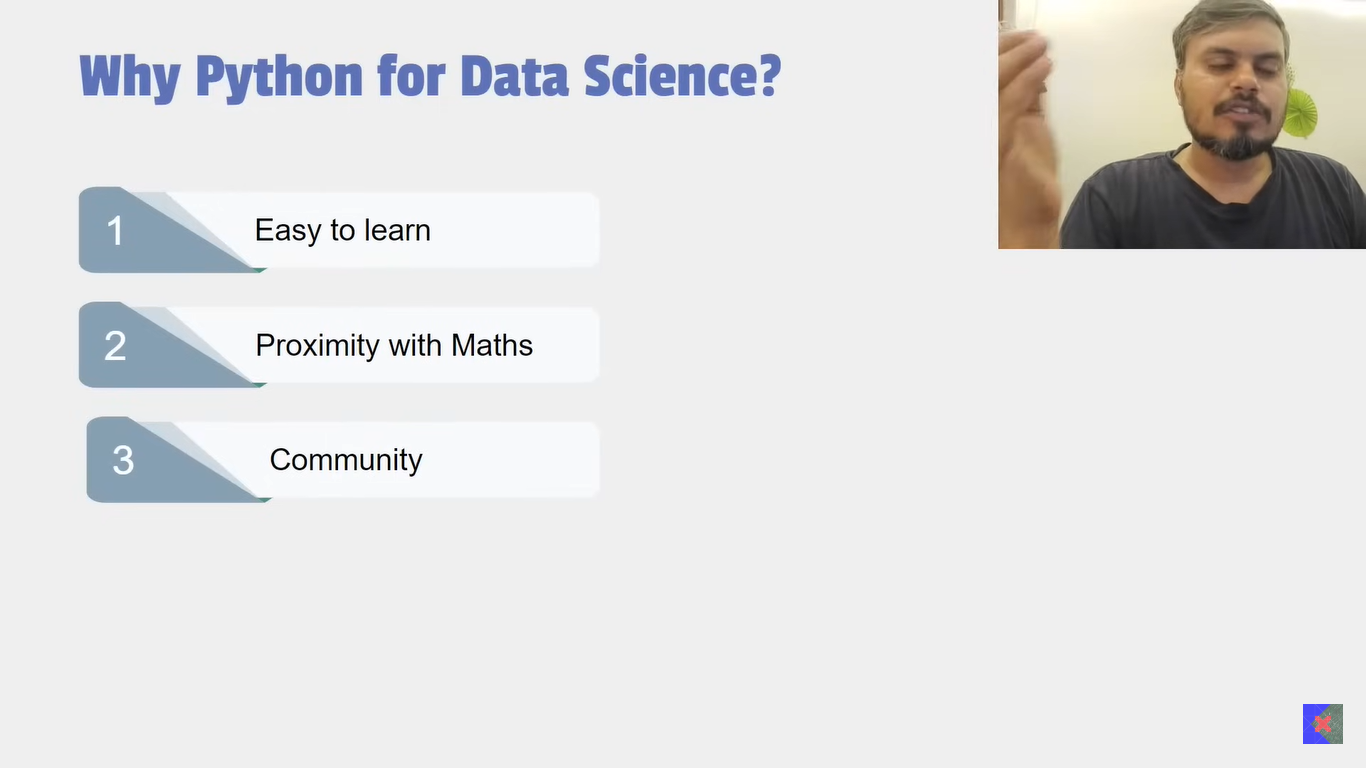 Why Python for Data Science?
1
Easy to learn
2
Proximity with Maths
3
Community